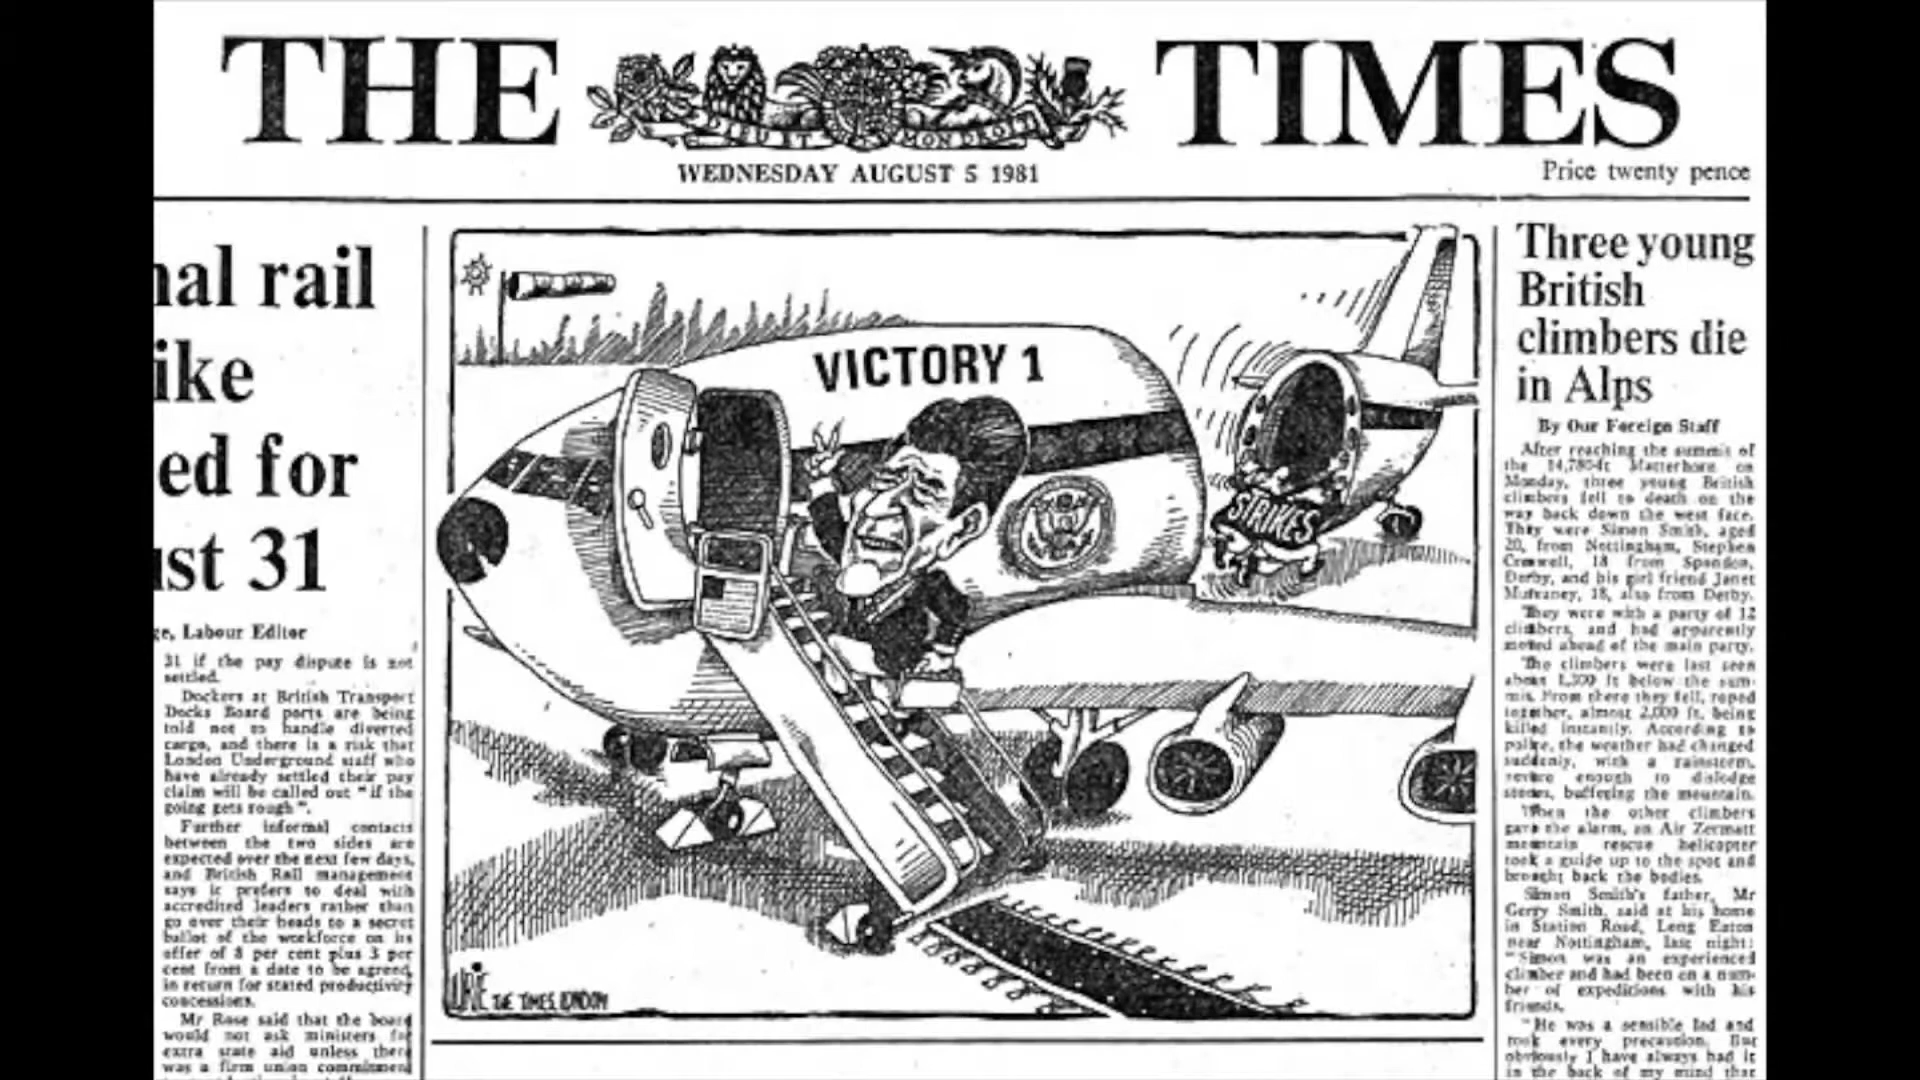 THE TIMES
DIEU ET MON DROIT
WEDNESDAY AUGUST 5 1981
Price twenty pence
nal rail
ike
ed for
ust 31
ge, Labour Editor
31 if the pay dispute is not
settled.
Dockers at British Transport
Docks Board ports are being
told not to handle diverted
cargo, and there is a risk that
London Underground staff who
have already settled their pay
claim will be called out "if the
going gets rough".
Further informal contacts
between the two sides are
expected over the next few days,
and British Rail management
says it prefers to deal with
accredited leaders rather than
go over their heads to a secret
ballot of the workforce on its
offer of 8 per cent plus 3 per
cent from a date to be agreed,
in return for stated productivity
concessions.
Mr Rose said that the board
would not ask ministers for
extra state aid unless there
was a firm union commitment
VICTORY 1
STRIKES
LURIE THE TIMES, LONDON
Three young
British
climbers die
in Alps
By Our Foreign Staff
After reaching the summit of
the 14,780ft Matterhorn on
Monday, three young British
climbers fell to death on the
way back down the west face.
They were Simon Smith, aged
20, from Nottingham, Stephen
Cresswell, 18 from Spondon,
Derby, and his girl friend Janet
Mulvaney, 18, also from Derby.
They were with a party of 12
climbers, and had apparently
moved ahead of the main party.
The climbers were last seen
about 1,300 ft below the sum-
mit. From there they fell, roped
together, almost 2,000 ft, being
killed instantly. According to
police, the weather had changed
suddenly, with a rainstorm,
severe enough to dislodge
stones, buffeting the mountain.
When the other climbers
gave the alarm, an Air Zermatt
mountain rescue helicopter
took a guide up to the spot and
brought back the bodies.
Simon Smith's father, Mr
Gerry Smith, said at his home
in Station Road, Long Eaton
near Nottingham, last night:
"Simon was an experienced
climber and had been on a num-
ber of expeditions with his
friends.
"He was a sensible lad and
took every precaution. But
obviously I have always had it
in the back of my mind that